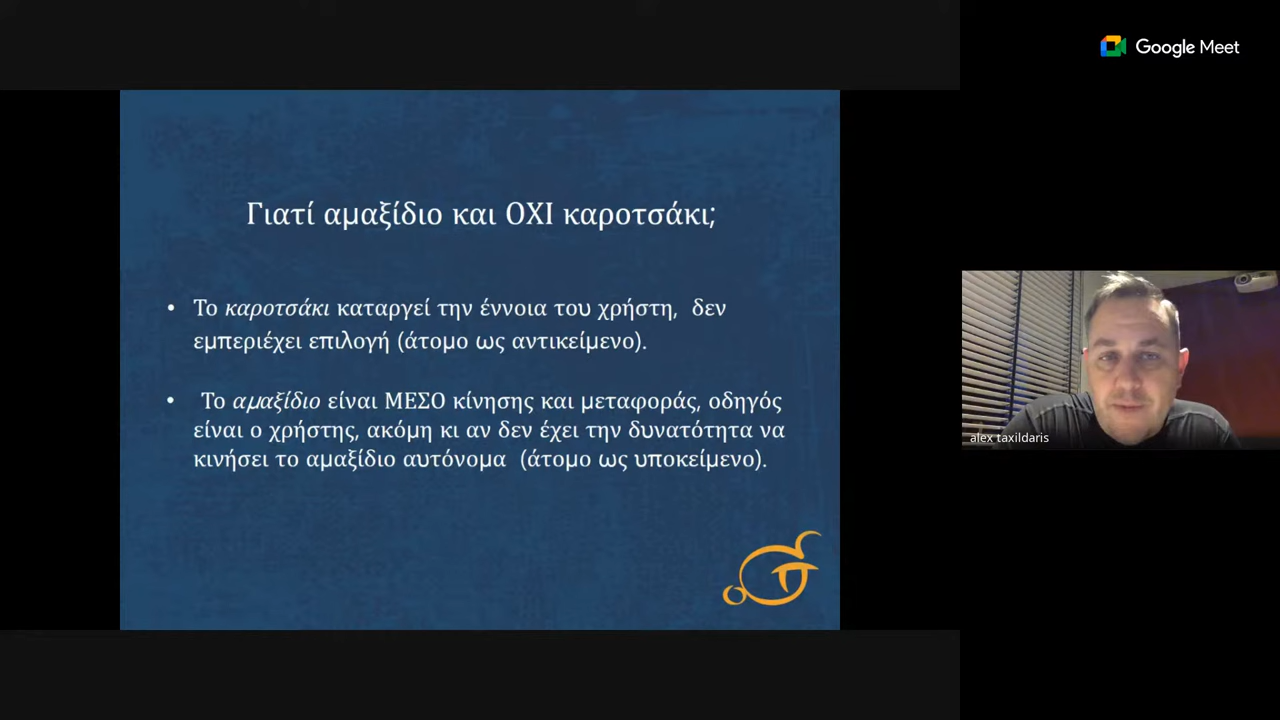 Google Meet
Γιατί αμαξίδιο και ΟΧΙ καροτσάκι;
• Το καροτσάκι καταργεί την έννοια του χρήστη, δεν
εμπεριέχει επιλογή (άτομο ως αντικείμενο).
• Το αμαξίδιο είναι ΜΕΣΟ κίνησης και μεταφοράς, οδηγός
είναι ο χρήστης, ακόμη κι αν δεν έχει την δυνατότητα να
κινήσει το αμαξίδιο αυτόνομα (άτομο ως υποκείμενο).
alex taxildaris